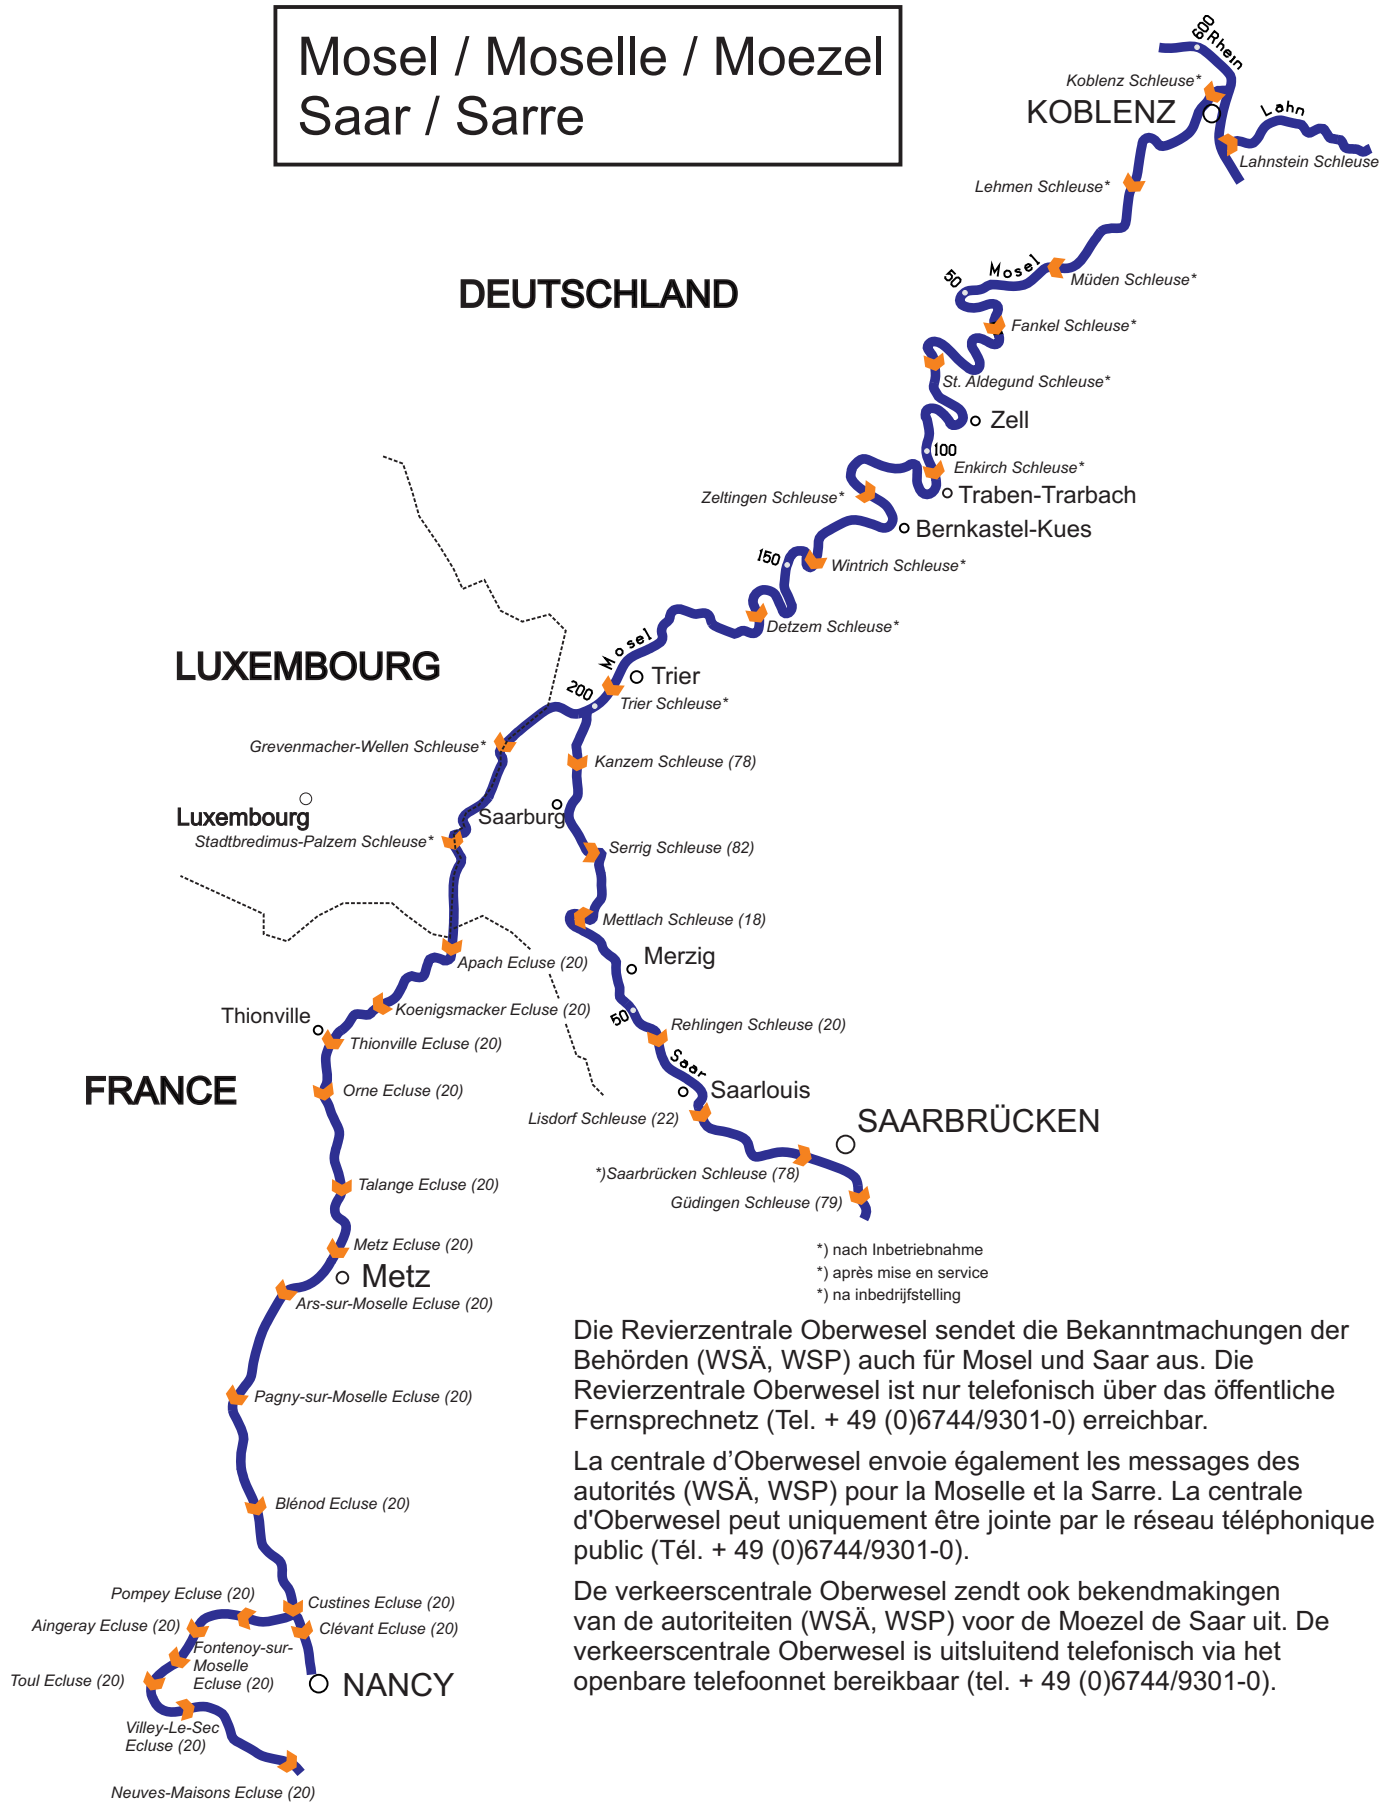 Mosel / Moselle / Moezel
Saar / Sarre
600
Rhein
Koblenz Schleuse*
KOBLENZ
Lahn
Lahnstein Schleuse
Lehmen Schleuse*
DEUTSCHLAND
50
Mosel
Müden Schleuse*
Fankel Schleuse*
St. Aldegund Schleuse*
Zell
100
Enkirch Schleuse*
Zeltingen Schleuse*
Traben-Trarbach
Bernkastel-Kues
150
Wintrich Schleuse*
Detzem Schleuse*
Mosel
LUXEMBOURG
Trier
200
Trier Schleuse*
Grevenmacher-Wellen Schleuse*
Kanzem Schleuse (78)
Luxembourg
Saarburg
Stadtbredimus-Palzem Schleuse*
Serrig Schleuse (82)
Mettlach Schleuse (18)
Merzig
Apach Ecluse (20)
Koenigsmacker Ecluse (20)
Thionville
50
Rehlingen Schleuse (20)
Thionville Ecluse (20)
Saar
FRANCE
Orne Ecluse (20)
Saarlouis
Lisdorf Schleuse (22)
SAARBRÜCKEN
*)Saarbrücken Schleuse (78)
Talange Ecluse (20)
Güdingen Schleuse (79)
Metz Ecluse (20)
*) nach Inbetriebnahme
*) après mise en service
*) na inbedrijfstelling
Metz
Ars-sur-Moselle Ecluse (20)
Die Revierzentrale Oberwesel sendet die Bekanntmachungen der
Behörden (WSÄ, WSP) auch für Mosel und Saar aus. Die
Revierzentrale Oberwesel ist nur telefonisch über das öffentliche
Fernsprechnetz (Tel. + 49 (0)6744/9301-0) erreichbar.
La centrale d’Oberwesel envoie également les messages des
autorités (WSÄ, WSP) pour la Moselle et la Sarre. La centrale
d'Oberwesel peut uniquement être jointe par le réseau téléphonique
public (Tél. + 49 (0)6744/9301-0).
De verkeerscentrale Oberwesel zendt ook bekendmakingen
van de autoriteiten (WSÄ, WSP) voor de Moezel de Saar uit. De
verkeerscentrale Oberwesel is uitsluitend telefonisch via het
openbare telefoonnet bereikbaar (tel. + 49 (0)6744/9301-0).
Pagny-sur-Moselle Ecluse (20)
Blénod Ecluse (20)
Pompey Ecluse (20)
Custines Ecluse (20)
Aingeray Ecluse (20)
Clévant Ecluse (20)
Fontenoy-sur-
Moselle
Ecluse (20)
Toul Ecluse (20)
NANCY
Villey-Le-Sec
Ecluse (20)
Neuves-Maisons Ecluse (20)